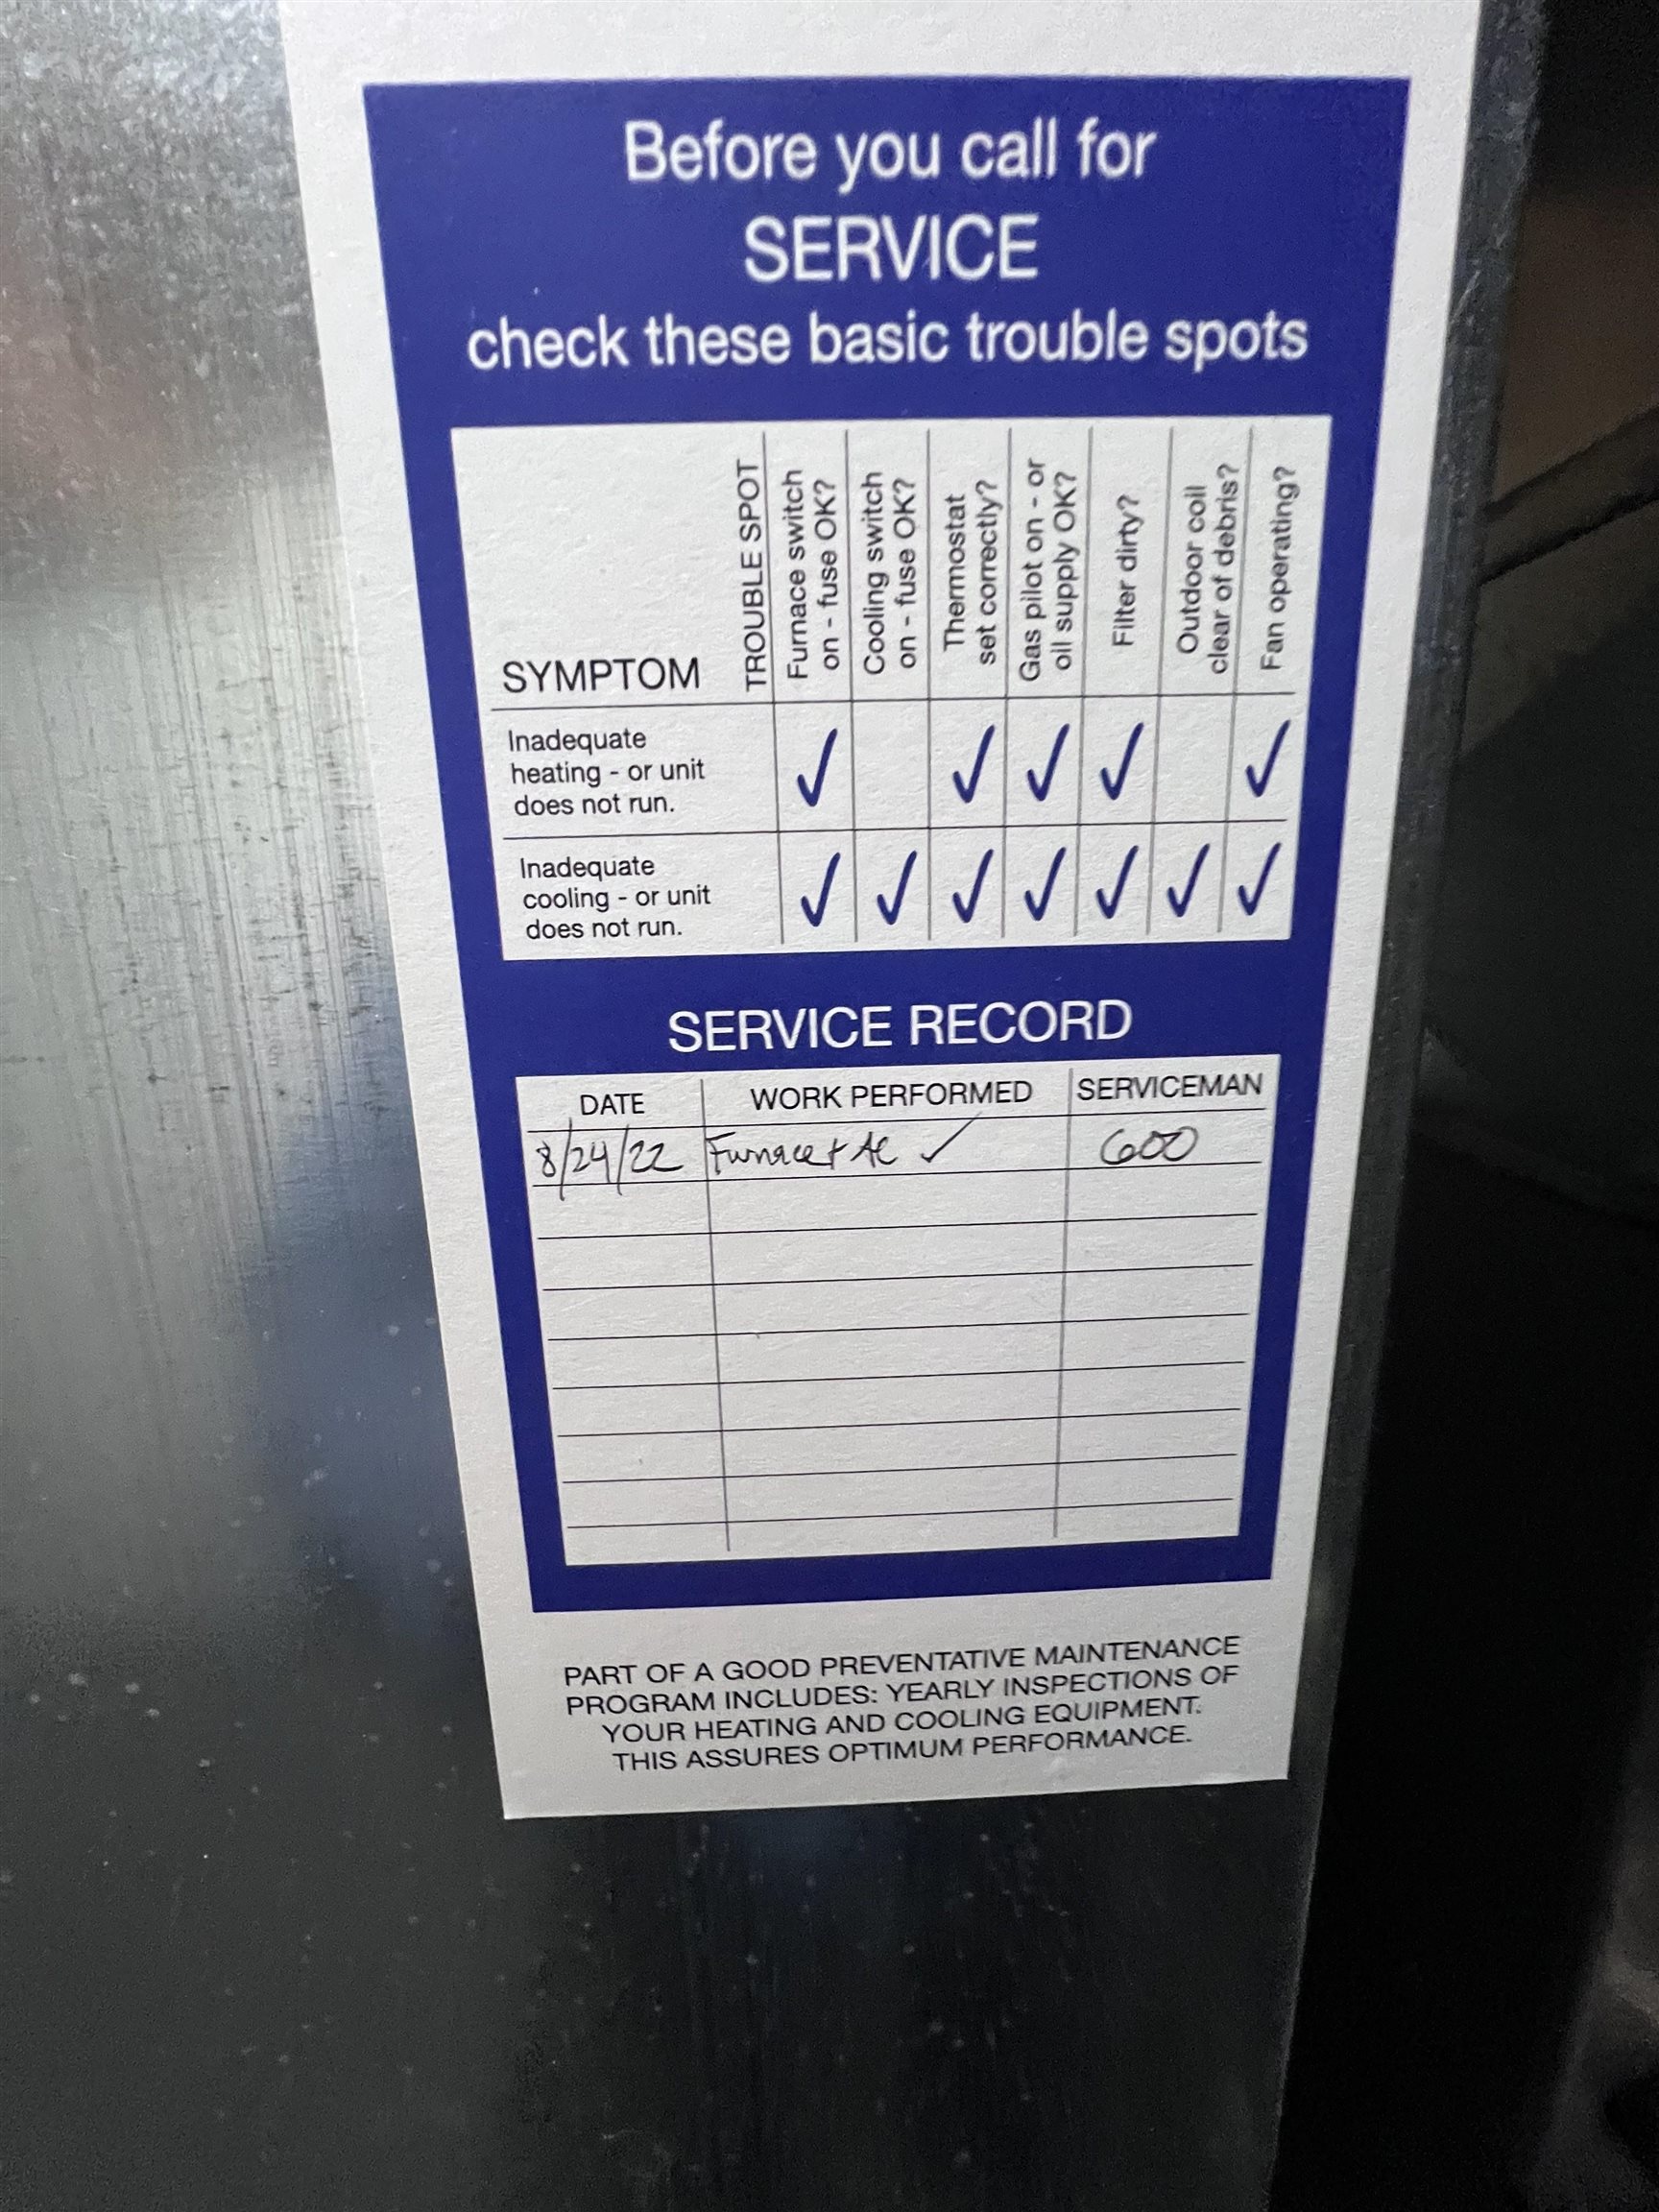 Before you call for
SERVICE
check these basic trouble spots
SYMPTOM
TROUBLE SPOT
Furnace switch
on - fuse OK?
Cooling switch
on - fuse OK?
Thermostat
set correctly?
Gas pilot on - or
oil supply OK?
Filter dirty?
Outdoor coil
clear of debris?
Fan operating?
Inadequate
heating - or unit
does not run.
✓ ✓ ✓ ✓ ✓
Inadequate
cooling - or unit
does not run.
✓ ✓ ✓ ✓ ✓ ✓ ✓
SERVICE RECORD
DATE WORK PERFORMED SERVICEMAN
8/24/22 Furnace + AC ✓ 600
PART OF A GOOD PREVENTATIVE MAINTENANCE
PROGRAM INCLUDES: YEARLY INSPECTIONS OF
YOUR HEATING AND COOLING EQUIPMENT.
THIS ASSURES OPTIMUM PERFORMANCE.